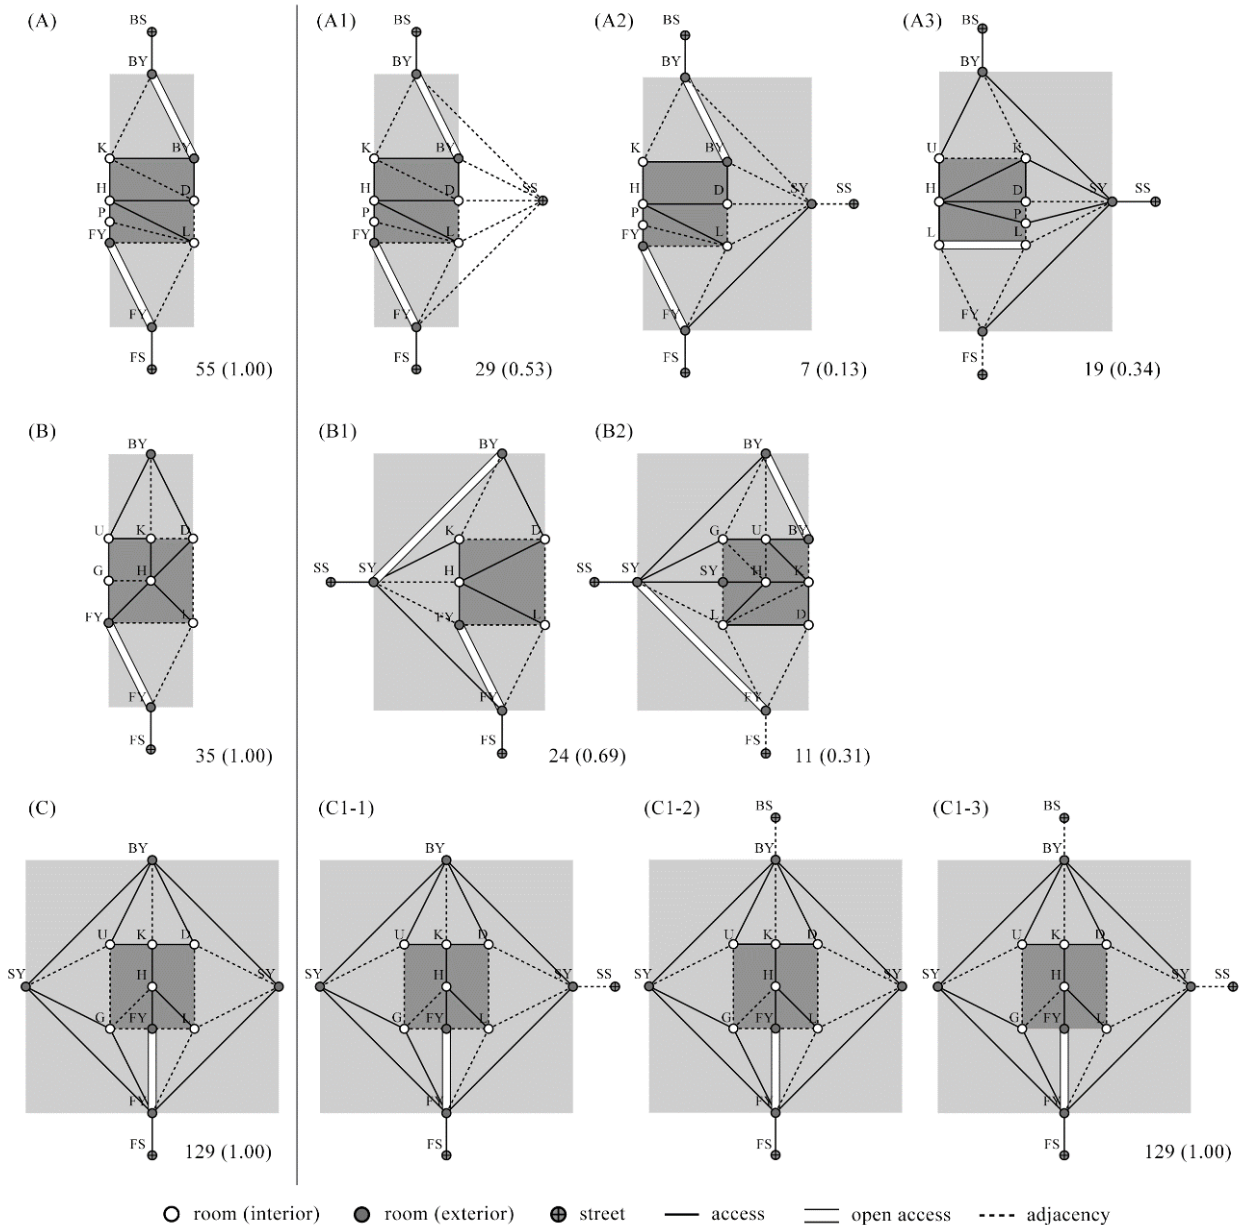 (A)
BS
BY
K
BY
H
D
P
FY
L
FY
FS
55 (1.00)
(A1)
BS
BY
K
BY
H
D
SS
P
FY
L
FY
FS
29 (0.53)
(A2)
BS
BY
K
BY
H
D
SY
SS
P
FY
L
FY
FS
7 (0.13)
(A3)
BS
BY
U
K
H
D
SY
SS
P
L
L
FY
FS
19 (0.34)
(B)
BY
U
K
D
G
H
FY
L
FY
FS
35 (1.00)
(B1)
BY
K
D
SS
SY
H
FY
L
FY
FS
24 (0.69)
(B2)
BY
G
U
BY
SS
SY
SY
H
K
L
D
FY
FS
11 (0.31)
(C)
BY
U
K
D
SY
H
SY
G
FY
L
FY
FS
129 (1.00)
(C1-1)
BY
U
K
D
SY
H
SY
SS
G
FY
L
FY
FS
(C1-2)
BS
BY
U
K
D
SY
H
SY
G
FY
L
FY
FS
(C1-3)
BS
BY
U
K
D
SY
H
SY
SS
G
FY
L
FY
FS
129 (1.00)
room (interior)
room (exterior)
street
access
open access
adjacency